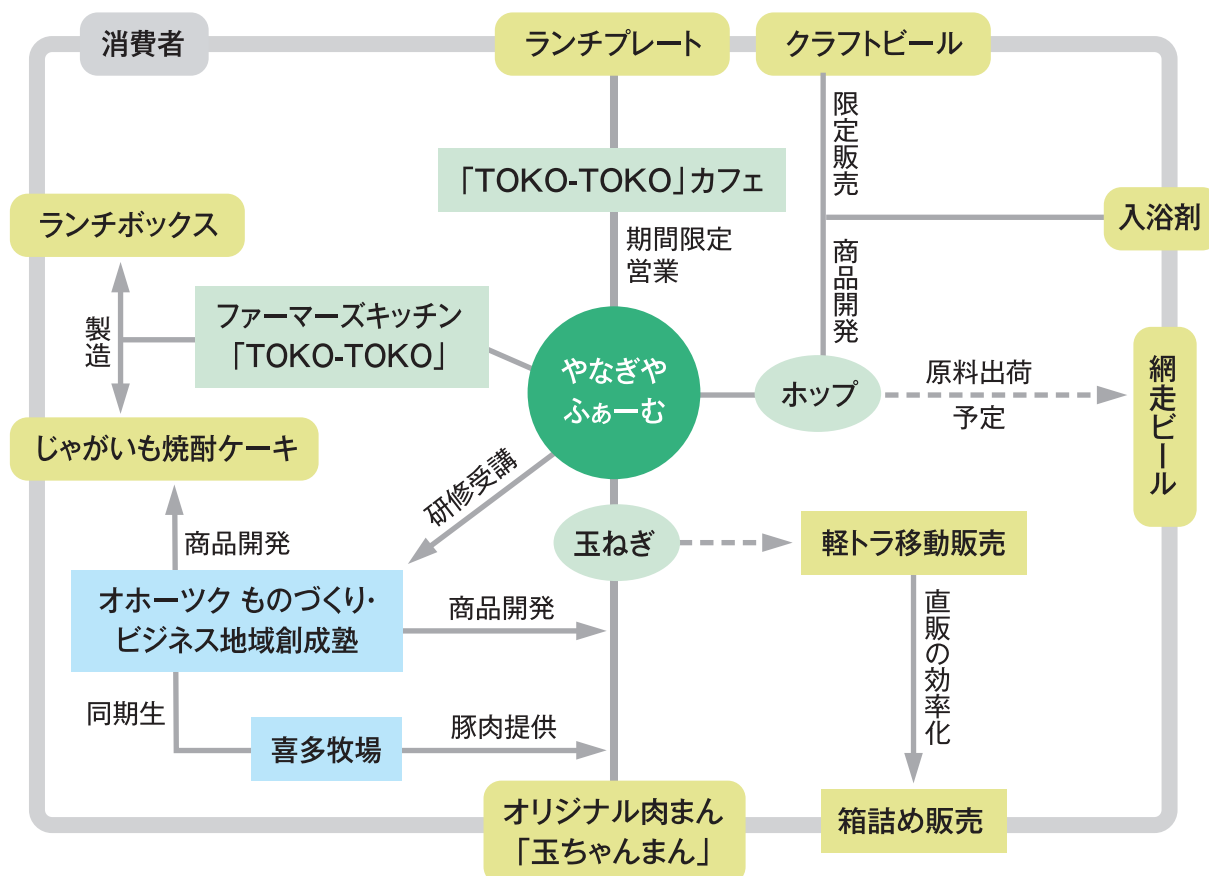 消費者
ランチプレート
クラフトビール
限定販売
「TOKO-TOKO」カフェ
ランチボックス
入浴剤
期間限定
営業
商品開発
ファーマーズキッチン
「TOKO-TOKO」
製造
やなぎや
ふぁーむ
ホップ
原料出荷
予定
網走ビール
じゃがいも焼酎ケーキ
研修受講
商品開発
玉ねぎ
軽トラ移動販売
オホーツク ものづくり・
ビジネス地域創成塾
商品開発
直販の効率化
同期生
喜多牧場
豚肉提供
オリジナル肉まん
「玉ちゃんまん」
箱詰め販売